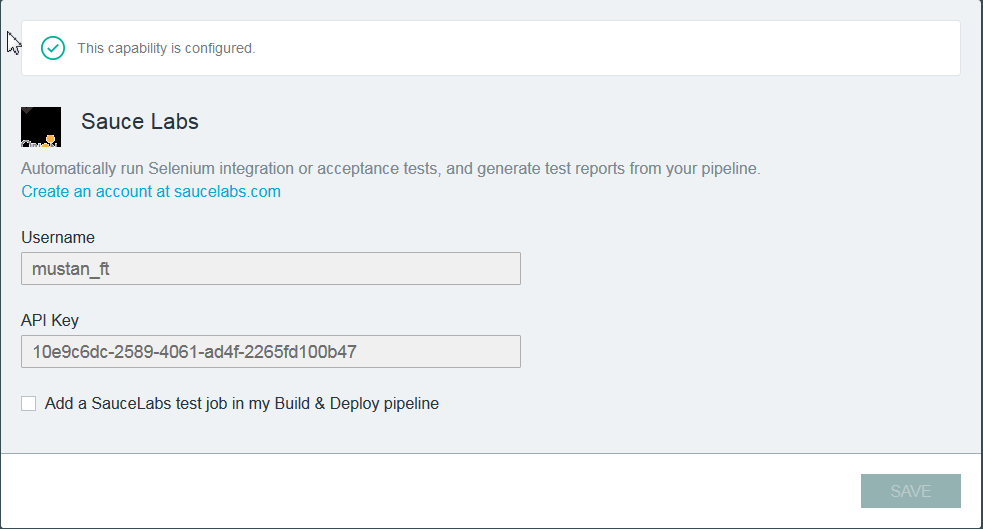 This capability is configured.
Sauce Labs
Automatically run Selenium integration or acceptance tests, and generate test reports from your pipeline.
Create an account at saucelabs.com
Username
mustan_ft
API Key
10e9c6dc-2589-4061-ad4f-2265fd100b47
Add a SauceLabs test job in my Build & Deploy pipeline
SAVE